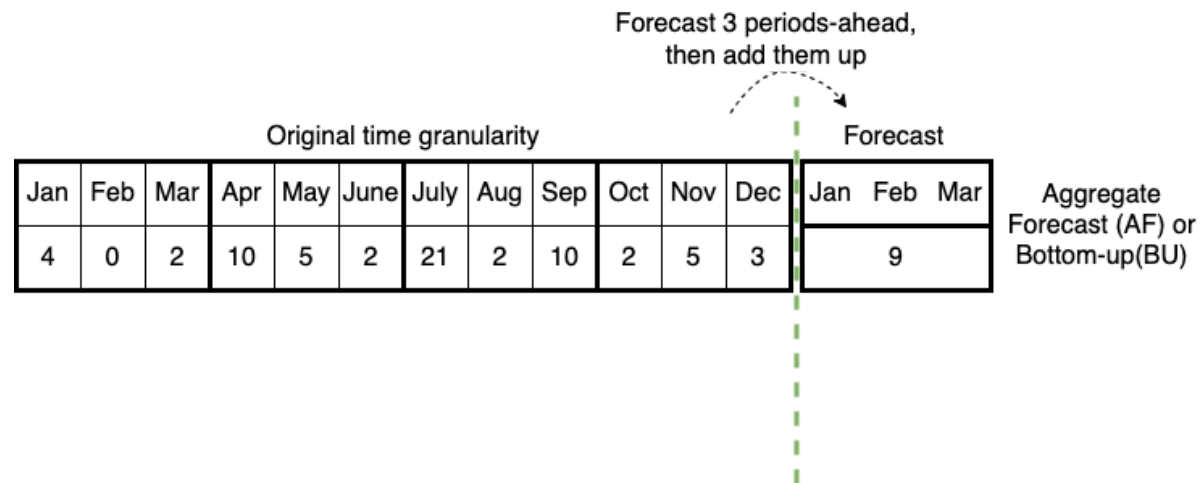 Forecast 3 periods-ahead,
then add them up
Original time granularity
Forecast
Jan Feb Mar Apr May June July Aug Sep Oct Nov Dec Jan Feb Mar
4 0 2 10 5 2 21 2 10 2 5 3 9
Aggregate
Forecast (AF) or
Bottom-up(BU)